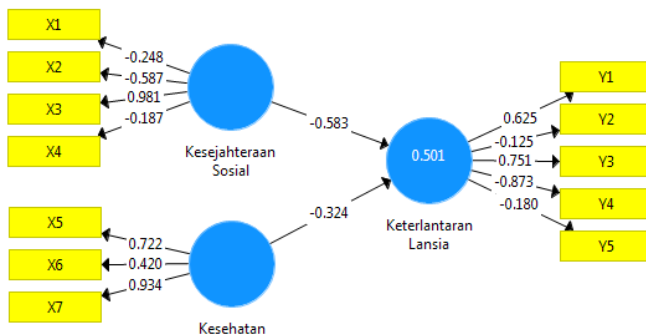 X1
X2
X3
X4
-0.248
-0.587
0.981
-0.187
Kesejahteraan
Sosial
-0.583
X5
X6
X7
0.722
0.420
0.934
Kesehatan
-0.324
0.501
Keterlantaran
Lansia
0.625
-0.125
0.751
-0.873
-0.180
Y1
Y2
Y3
Y4
Y5